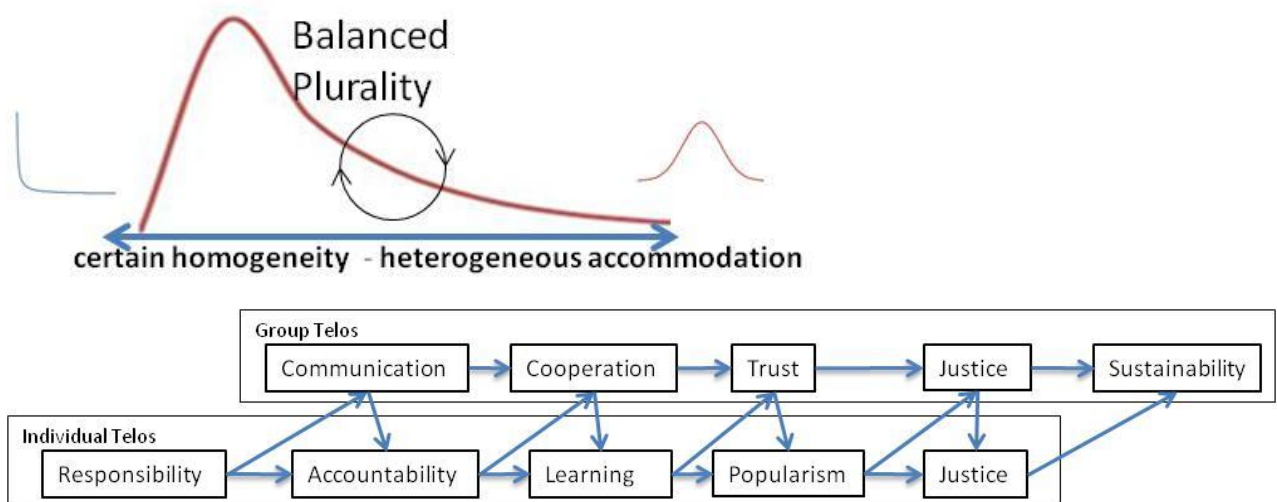 Balanced
Plurality
certain homogeneity - heterogeneous accommodation
Group Telos
Communication
Cooperation
Trust
Justice
Sustainability
Individual Telos
Responsibility
Accountability
Learning
Popularism
Justice